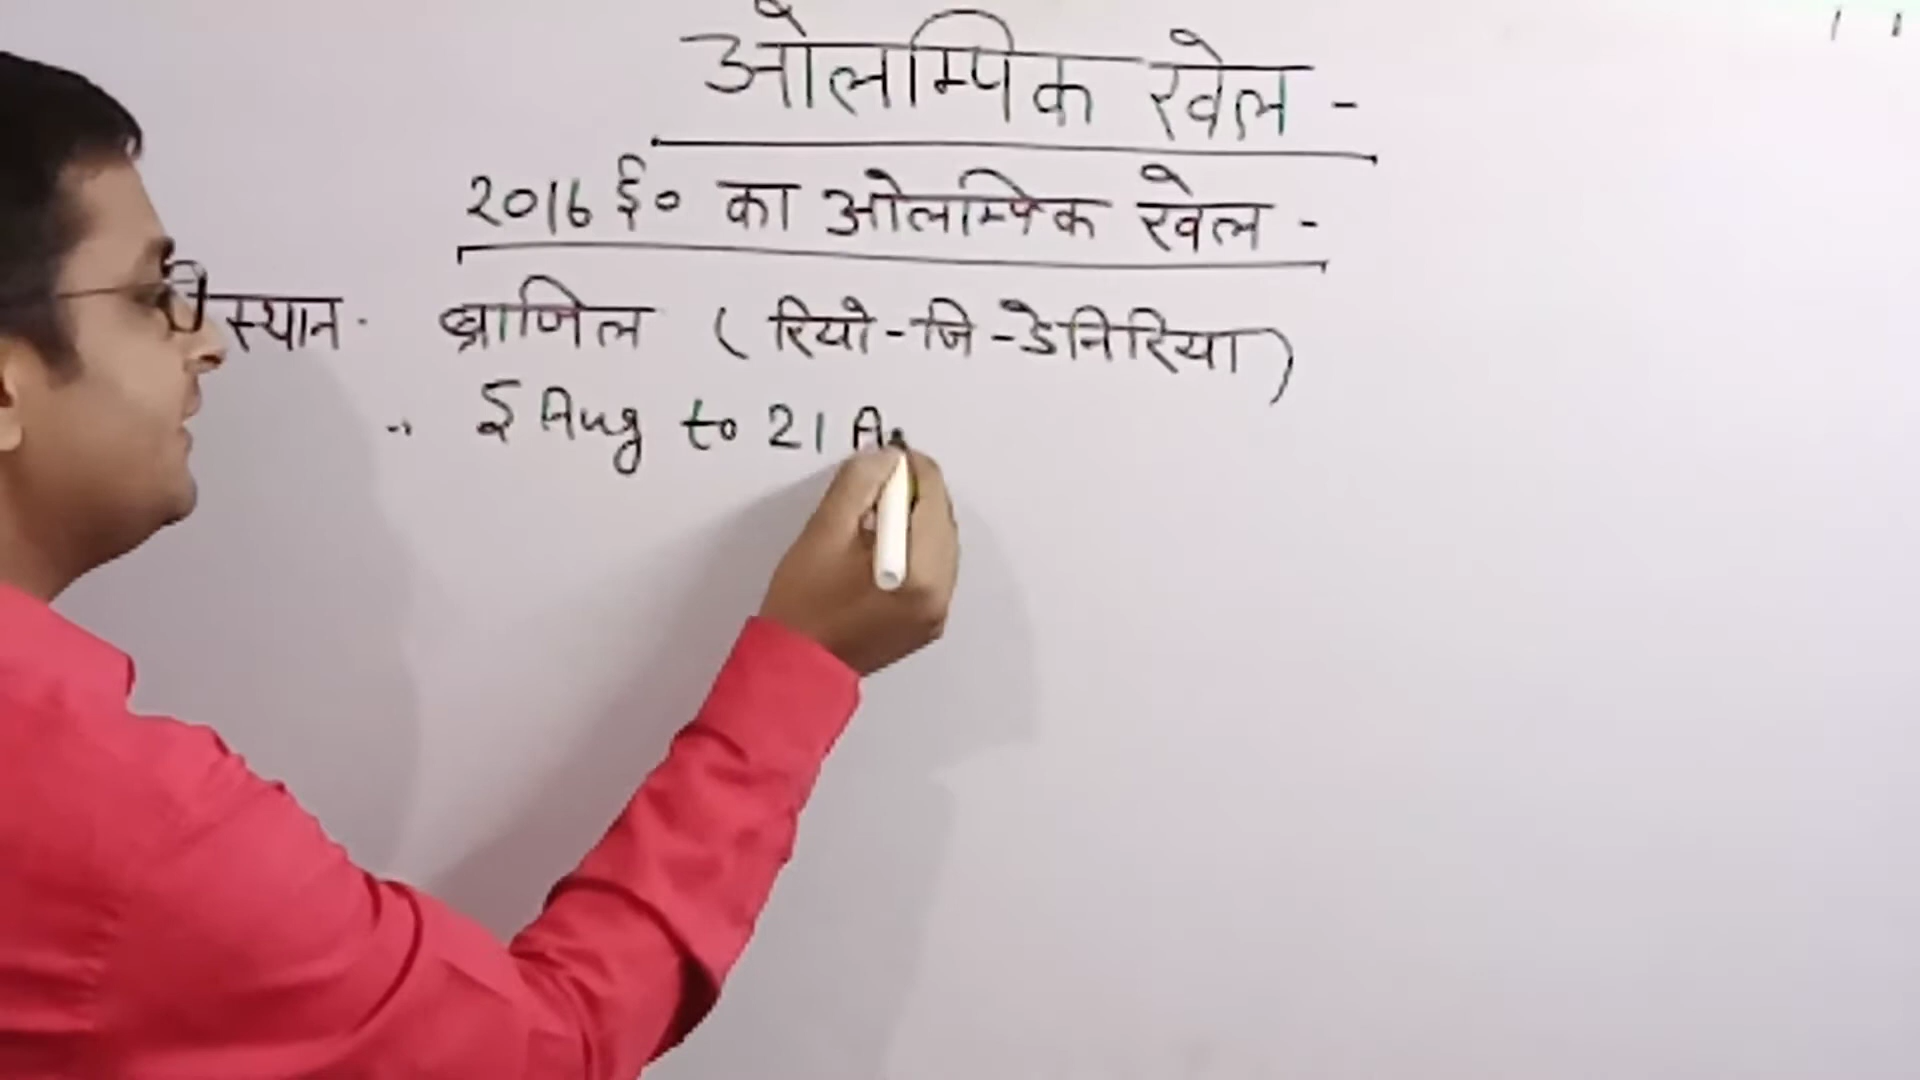 ओलम्पिक खेल -
2016 ई० का ओलम्पिक खेल -
स्थान - ब्राजिल (रियो-जि-डेनिरिया)
5 Aug to 21 A